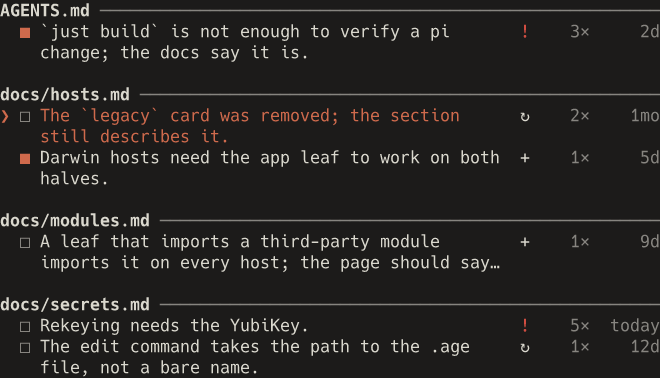 AGENTS.md
■ `just build` is not enough to verify a pi ! 3× 2d
change; the docs say it is.
docs/hosts.md
❯ □ The `legacy` card was removed; the section ↻ 2× 1mo
still describes it.
■ Darwin hosts need the app leaf to work on both + 1× 5d
halves.
docs/modules.md
□ A leaf that imports a third-party module + 1× 9d
imports it on every host; the page should say…
docs/secrets.md
□ Rekeying needs the YubiKey. ! 5× today
□ The edit command takes the path to the .age ↻ 1× 12d
file, not a bare name.